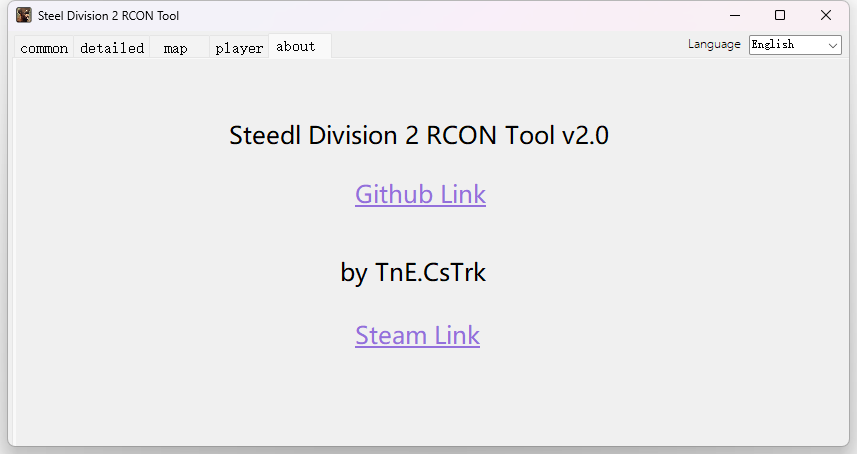 Steel Division 2 RCON Tool
common detailed map player about Language English
Steedl Division 2 RCON Tool v2.0
Github Link
by TnE.CsTrk
Steam Link